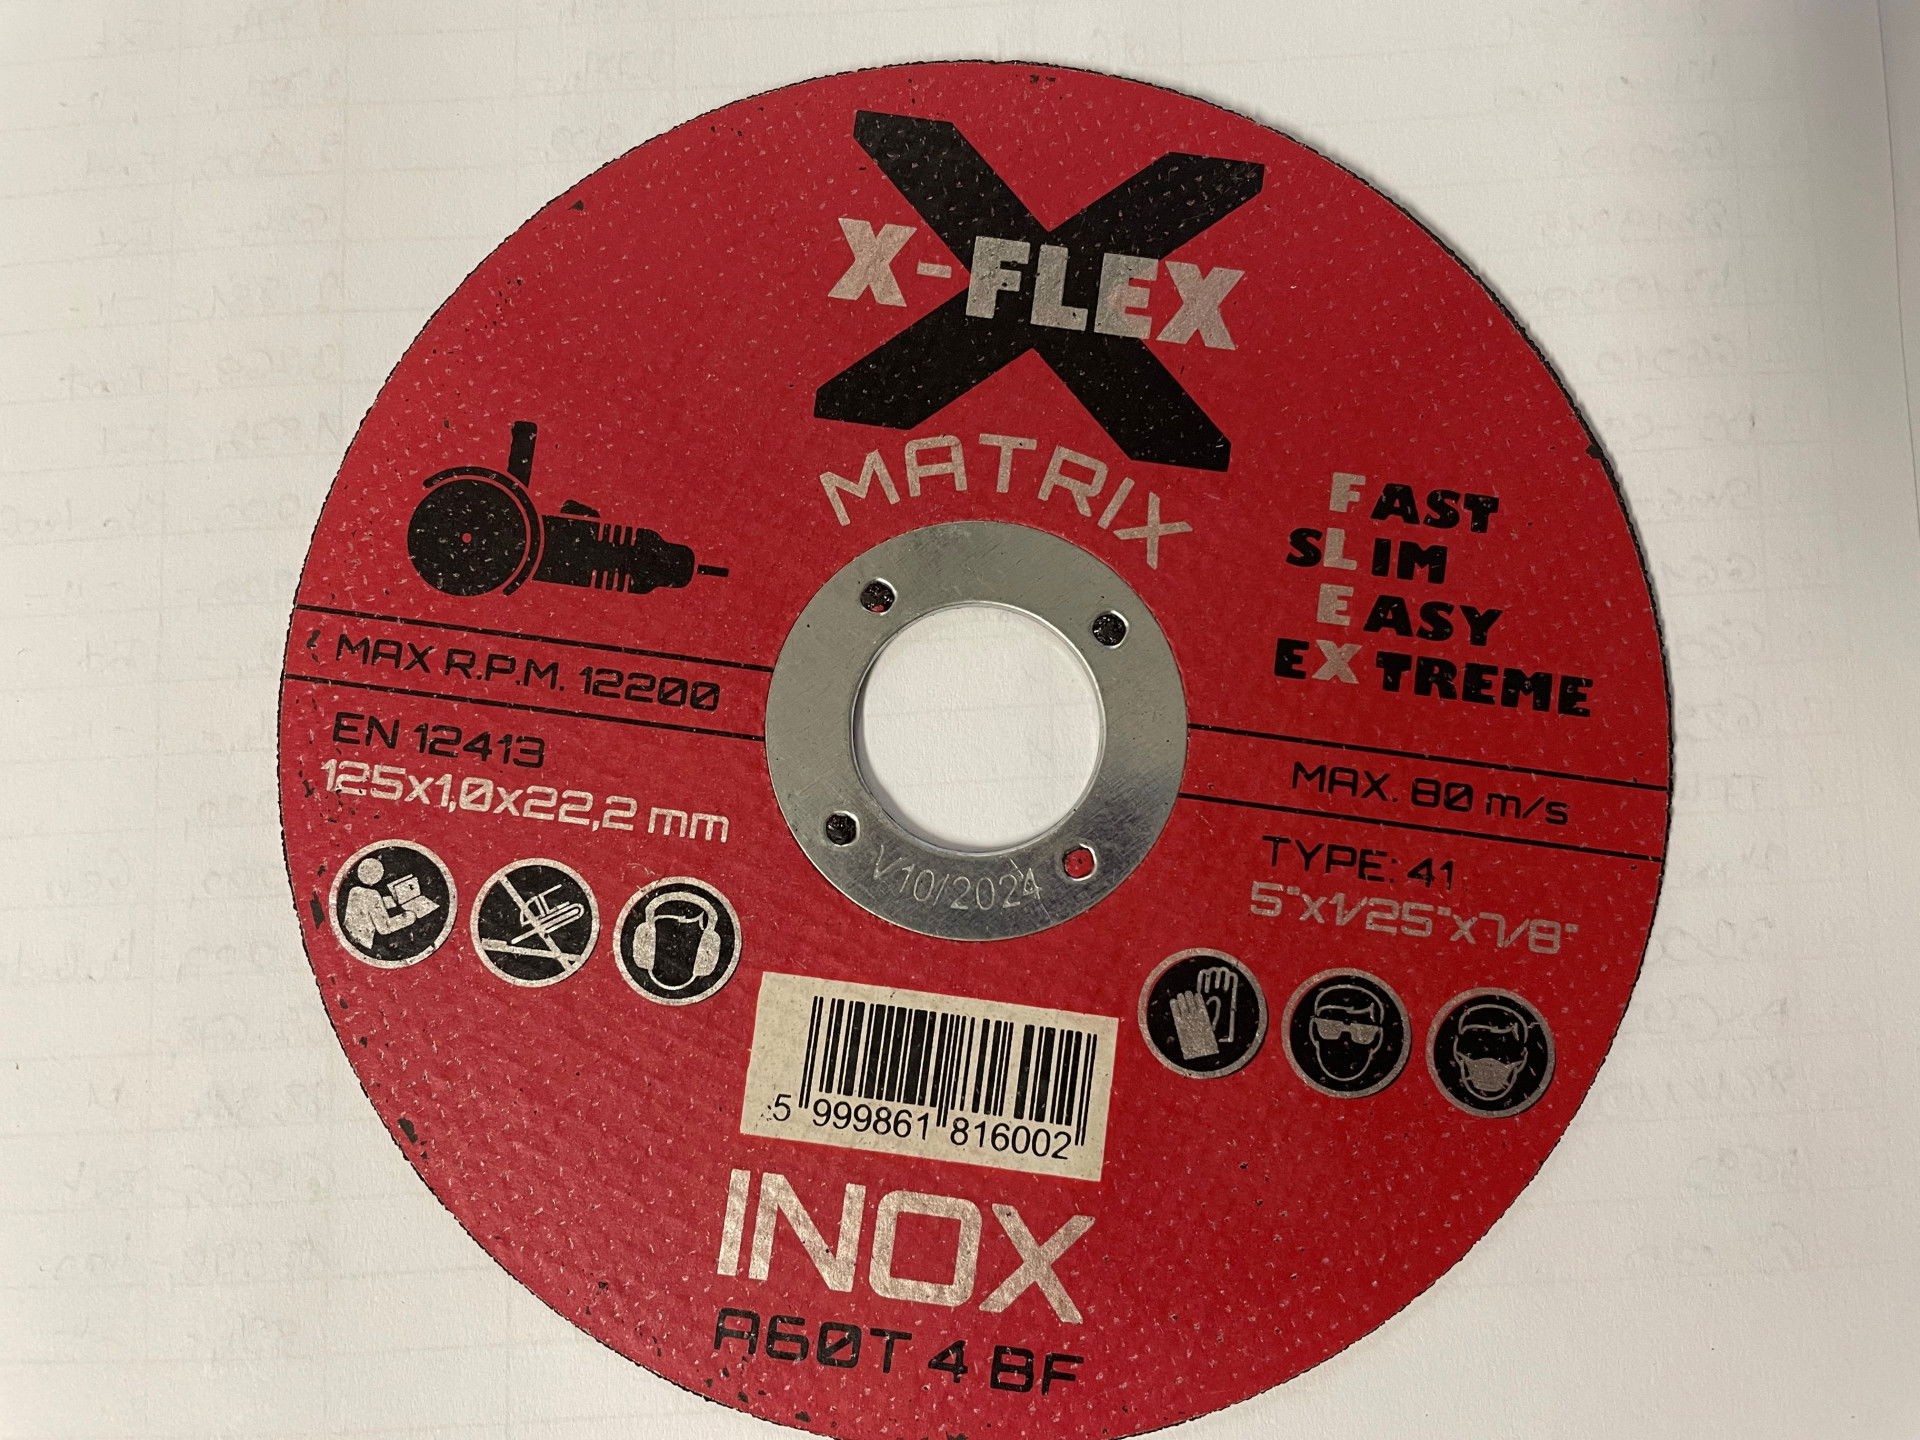 X-FLEX
MATRIX
FAST
SLIM
EASY
EXTREME
MAX R.P.M. 12200
EN 12413
125x1,0x22,2 mm
MAX. 80 m/s
TYPE: 41
5"x1/25"x7/8"
V10/2024
5 999861 816002
INOX
A60T 4 BF